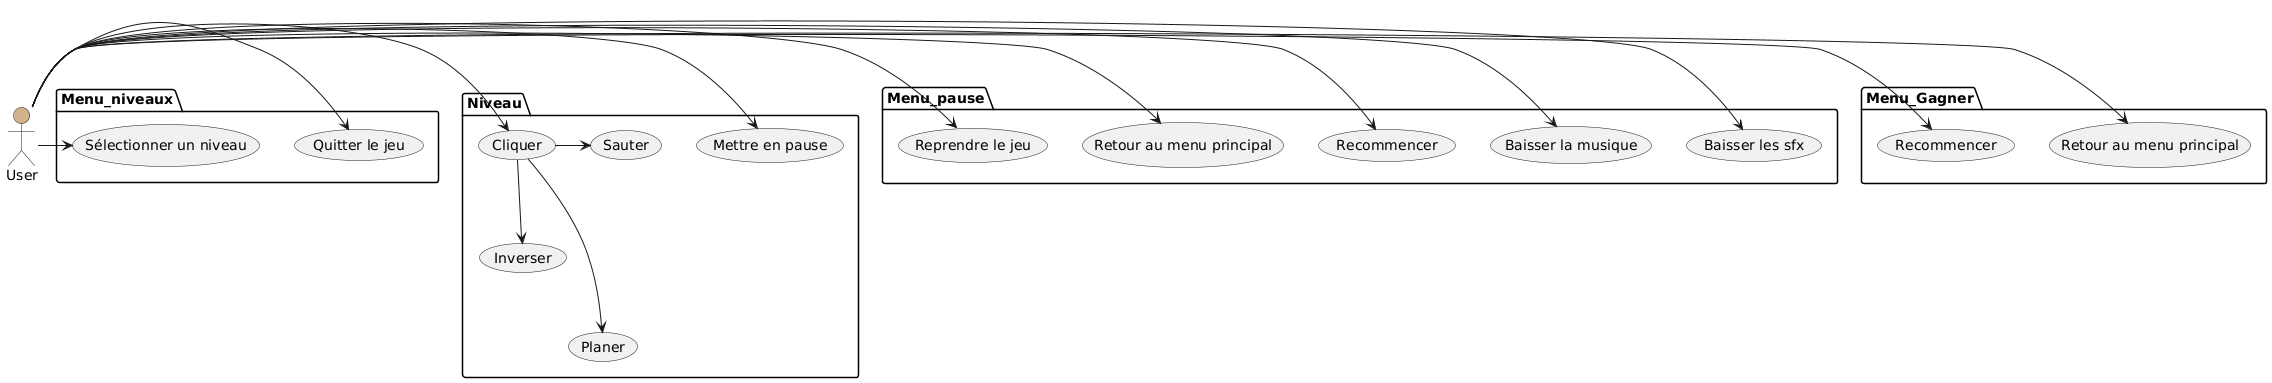 Menu_niveaux
Sélectionner un niveau
Quitter le jeu
User
Niveau
Cliquer
Sauter
Mettre en pause
Inverser
Planer
Menu_pause
Reprendre le jeu
Retour au menu principal
Recommencer
Baisser la musique
Baisser les sfx
Menu_Gagner
Recommencer
Retour au menu principal